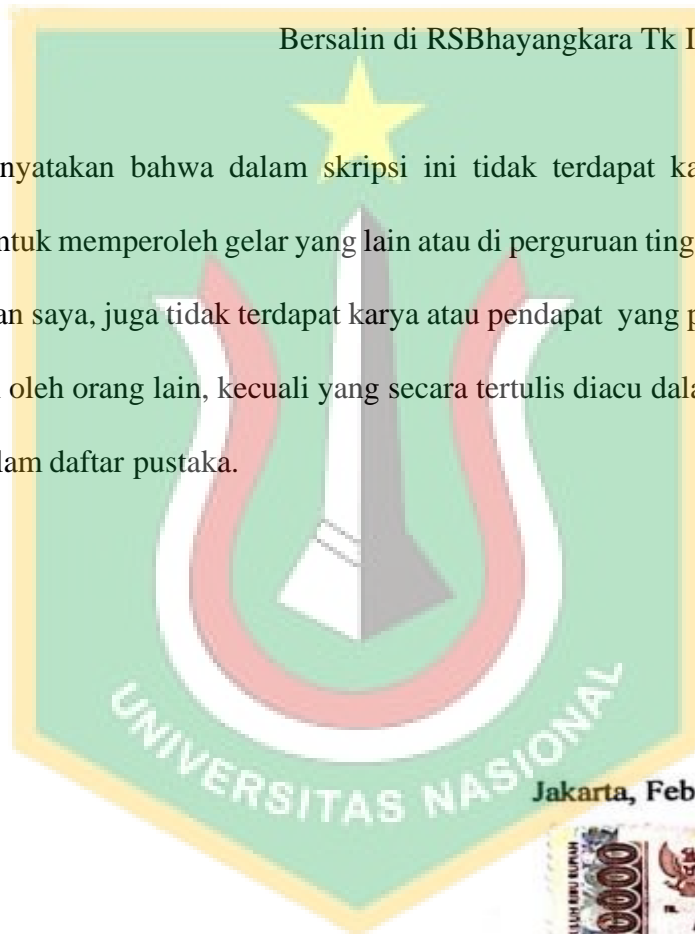 Bersalin di RSBhayangkara Tk I
nyatakan bahwa dalam skripsi ini tidak terdapat ka
ntuk memperoleh gelar yang lain atau di perguruan ting
an saya, juga tidak terdapat karya atau pendapat yang p
oleh orang lain, kecuali yang secara tertulis diacu dala
lam daftar pustaka.
UNIVERSITAS NASIONAL
Jakarta, Feb